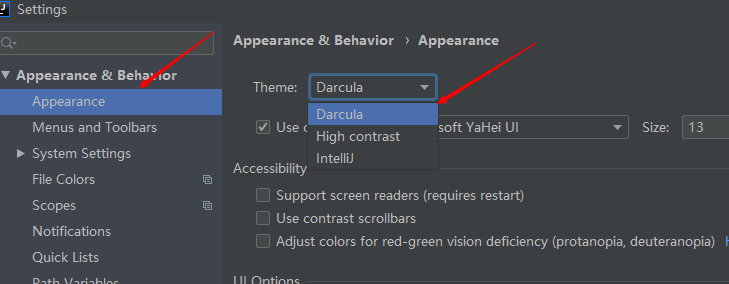 Settings
Appearance & Behavior
Appearance
Menus and Toolbars
System Settings
File Colors
Scopes
Notifications
Quick Lists
Path Variables
Appearance & Behavior › Appearance
Theme: Darcula
Darcula
High contrast
IntelliJ
Use soft YaHei UI Size: 13
Accessibility
Support screen readers (requires restart)
Use contrast scrollbars
Adjust colors for red-green vision deficiency (protanopia, deuteranopia) H
UI Options